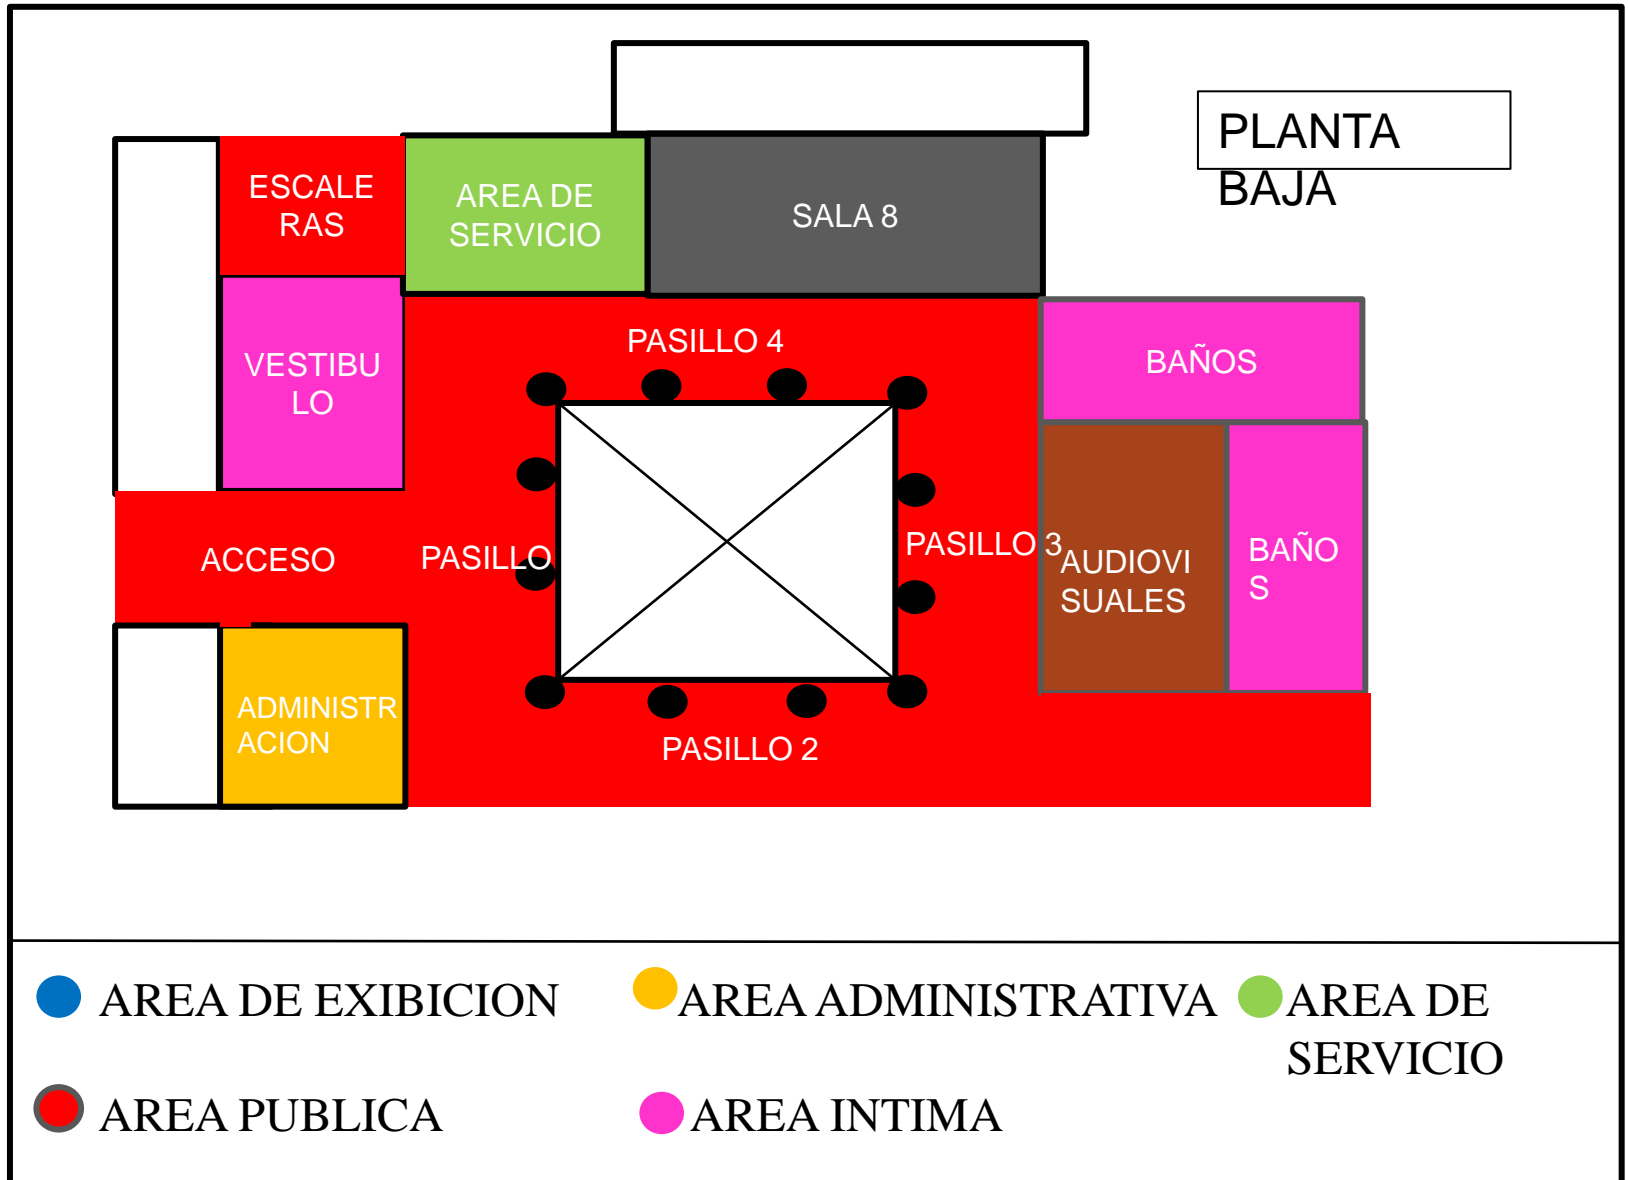 PLANTA
BAJA
ESCALE
RAS
AREA DE
SERVICIO
SALA 8
VESTIBU
LO
PASILLO 4
BAÑOS
ACCESO
PASILLO
PASILLO 3
AUDIOVI
SUALES
BAÑO
S
ADMINISTR
ACION
PASILLO 2
AREA DE EXIBICION
AREA ADMINISTRATIVA
AREA DE
SERVICIO
AREA PUBLICA
AREA INTIMA